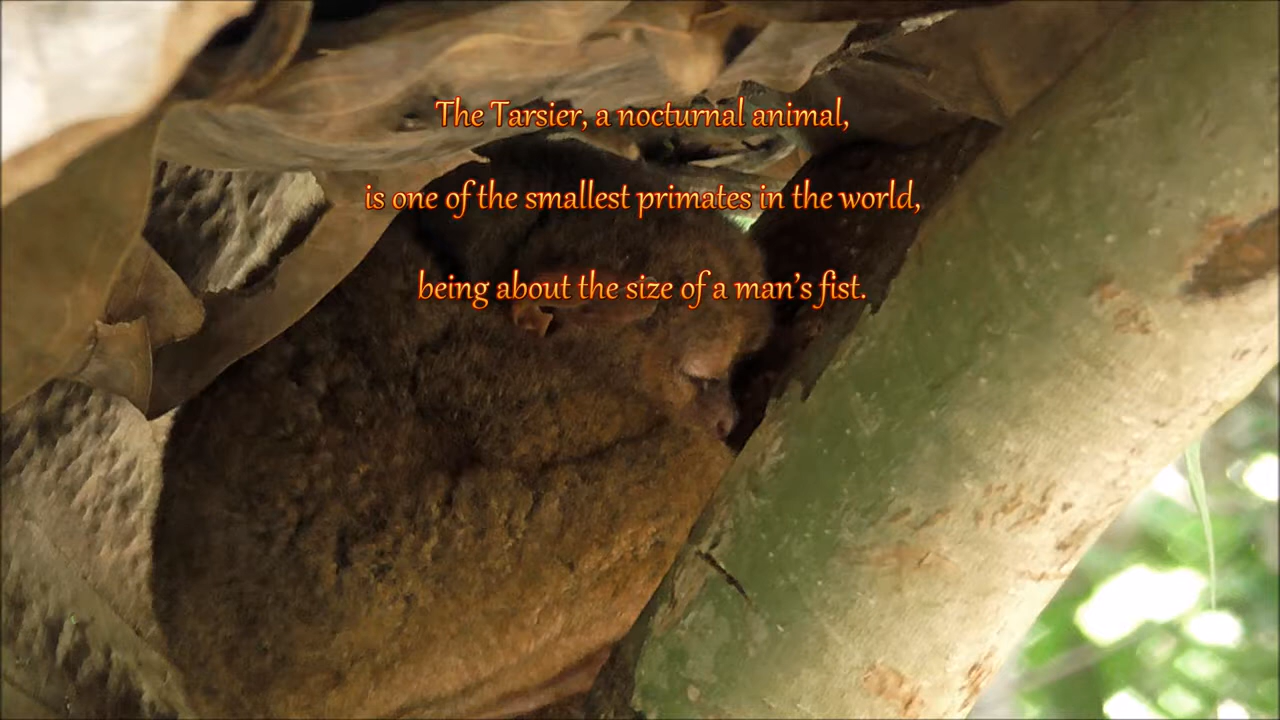 The Tarsier, a nocturnal animal,
is one of the smallest primates in the world,
being about the size of a man’s fist.